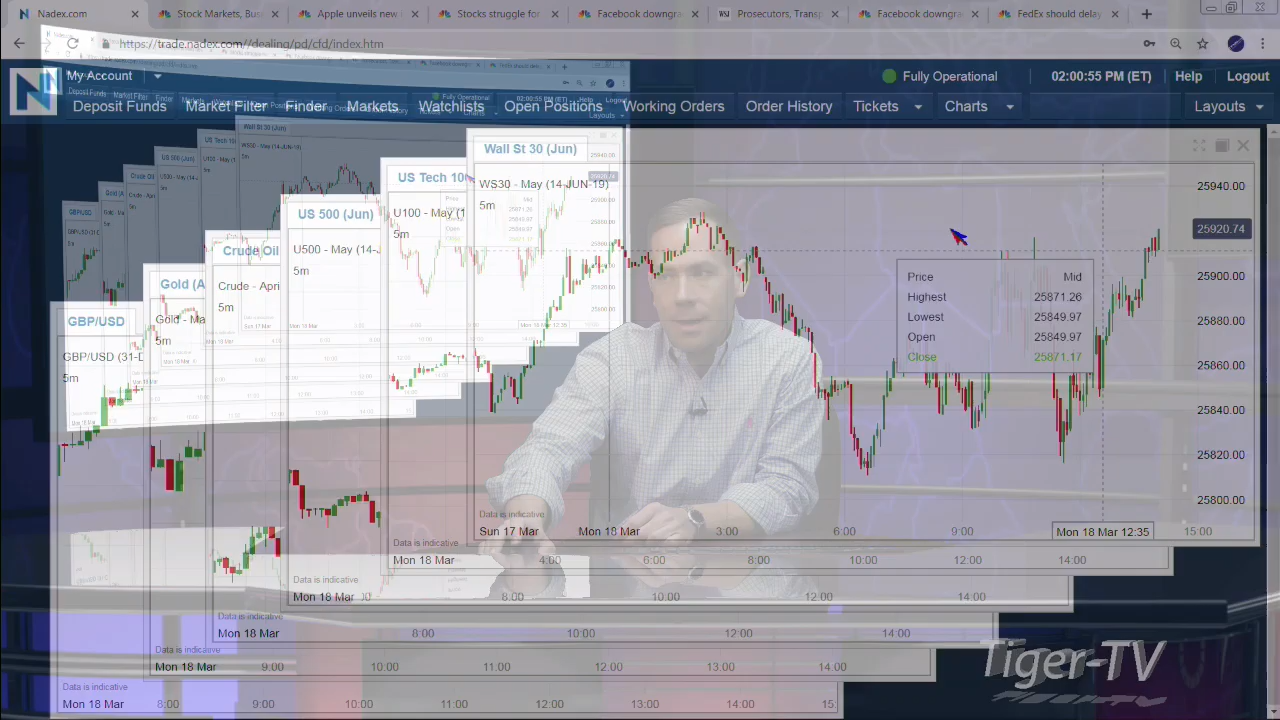 Nadex.com
Stock Markets, Bus
Apple unveils new
Stocks struggle for
Facebook downgra
WSJ
Prosecutors, Transp
Facebook downgra
FedEx should delay
https://trade.nadex.com//dealing/pd/cfd/index.htm
N
My Account
Fully Operational
02:00:55 PM (ET)
Help
Logout
Deposit Funds
Market Filter
Finder
Markets
Watchlists
Open Positions
Working Orders
Order History
Tickets
Charts
Layouts
Wall St 30 (Jun)
WS30 - May (14-JUN-19)
5m
US Tech 100
U100 - May (1
5m
US 500 (Jun)
U500 - May (14-J
5m
Crude Oil
Crude - April
5m
Gold (A
Gold - Ma
5m
GBP/USD
GBP/USD (31-D
5m
25940.00
25920.74
25900.00
25880.00
25860.00
25840.00
25820.00
25800.00
Price Mid
Highest 25871.26
Lowest 25849.97
Open 25849.97
Close 25871.17
Data is indicative
Sun 17 Mar
Mon 18 Mar
3:00
6:00
9:00
Mon 18 Mar 12:35
15:00
Data is indicative
Mon 18 Mar
4:00
6:00
8:00
10:00
12:00
14:00
Data is indicative
Mon 18 Mar
8:00
10:00
12:00
14:00
Data is indicative
Mon 18 Mar
8:00
10:00
12:00
14:00
Data is indicative
Mon 18 Mar
9:00
10:00
11:00
12:00
13:00
14:00
Data is indicative
Mon 18 Mar
8:00
9:00
10:00
11:00
12:00
13:00
14:00
15:
Tiger-TV